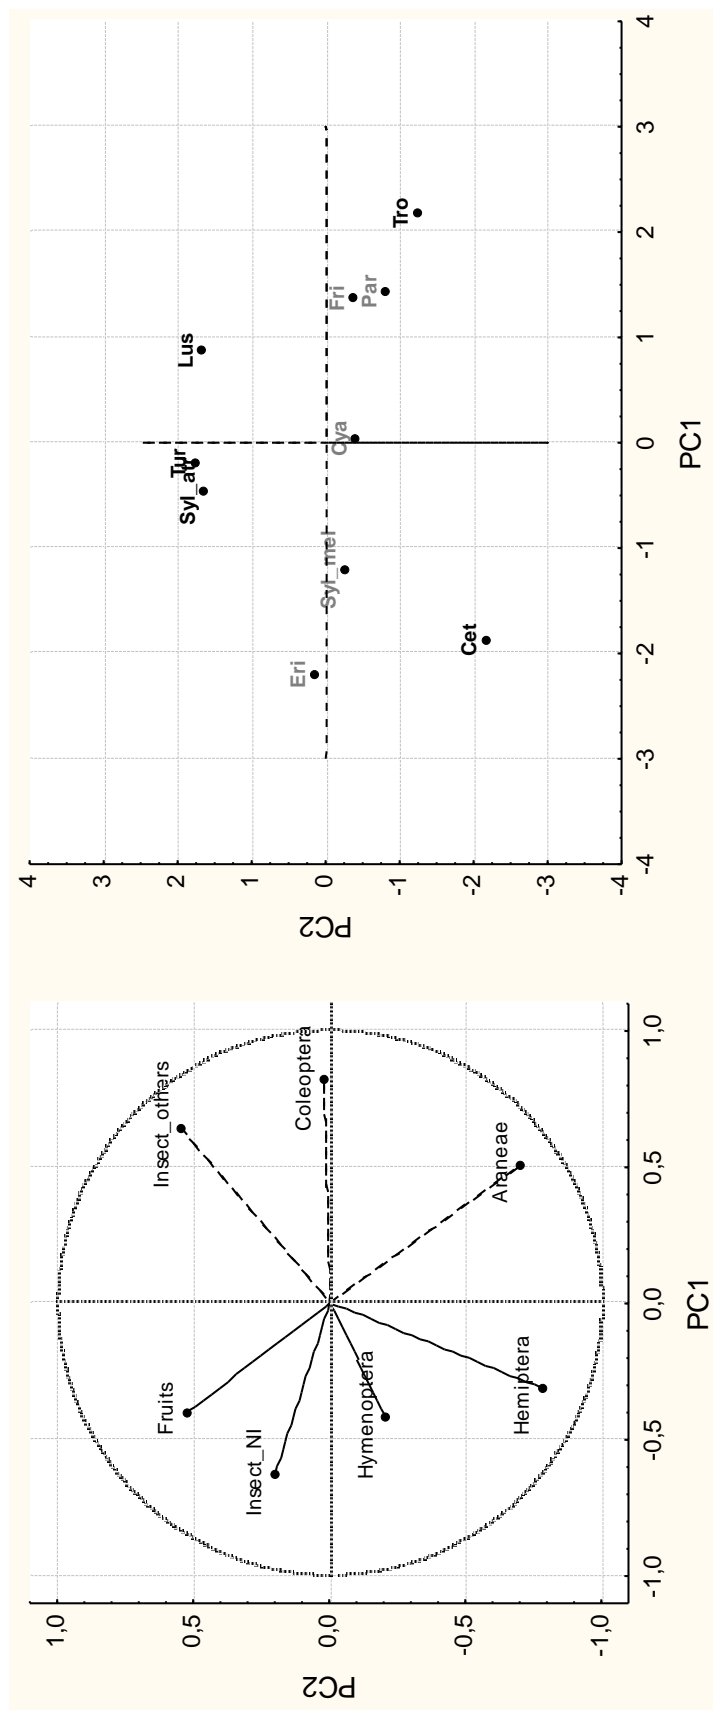 PC2
1,0
0,5
0,0
-0,5
-1,0
Insect_others
Coleoptera
Araneae
Fruits
Insect_NI
Hymenoptera
Hemiptera
-1,0
-0,5
0,0
0,5
1,0
PC1
PC2
4
3
2
1
0
-1
-2
-3
-4
Lus
Tur
Syl_at
Eri
Syl_mel
Cya
Fri
Par
Tro
Cet
-4
-3
-2
-1
0
1
2
3
4
PC1